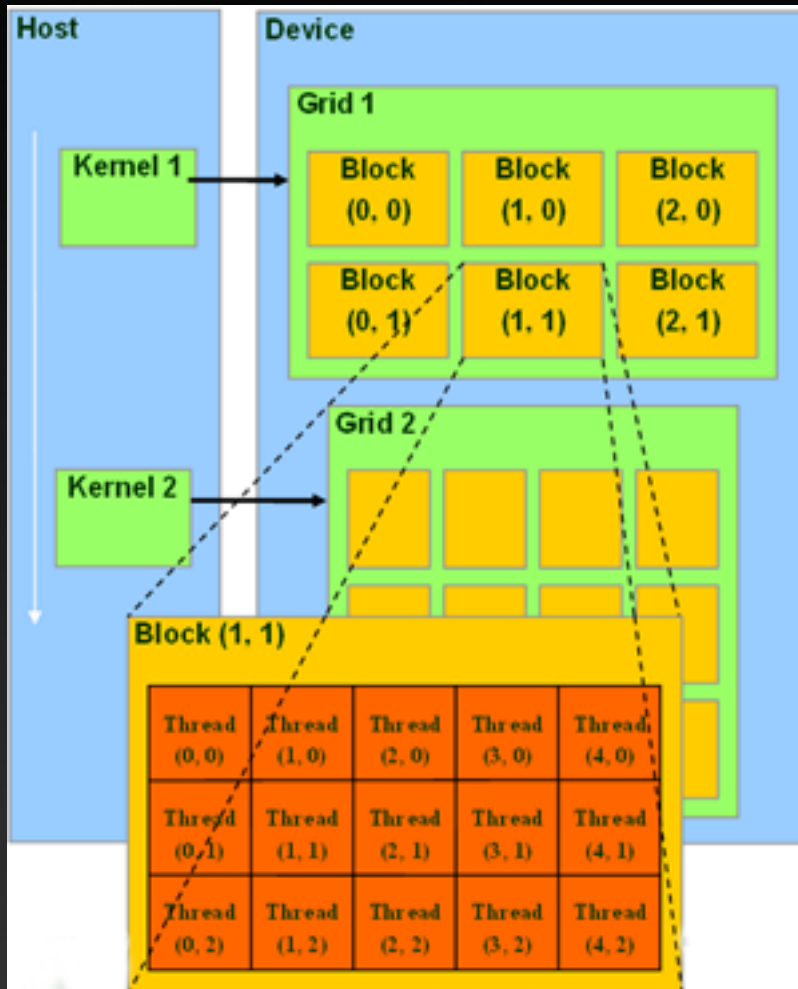 Host
Device
Grid 1
Kernel 1
Block
(0, 0)
Block
(1, 0)
Block
(2, 0)
Block
(0, 1)
Block
(1, 1)
Block
(2, 1)
Grid 2
Kernel 2
Block (1, 1)
Thread
(0, 0)
Thread
(1, 0)
Thread
(2, 0)
Thread
(3, 0)
Thread
(4, 0)
Thread
(0, 1)
Thread
(1, 1)
Thread
(2, 1)
Thread
(3, 1)
Thread
(4, 1)
Thread
(0, 2)
Thread
(1, 2)
Thread
(2, 2)
Thread
(3, 2)
Thread
(4, 2)